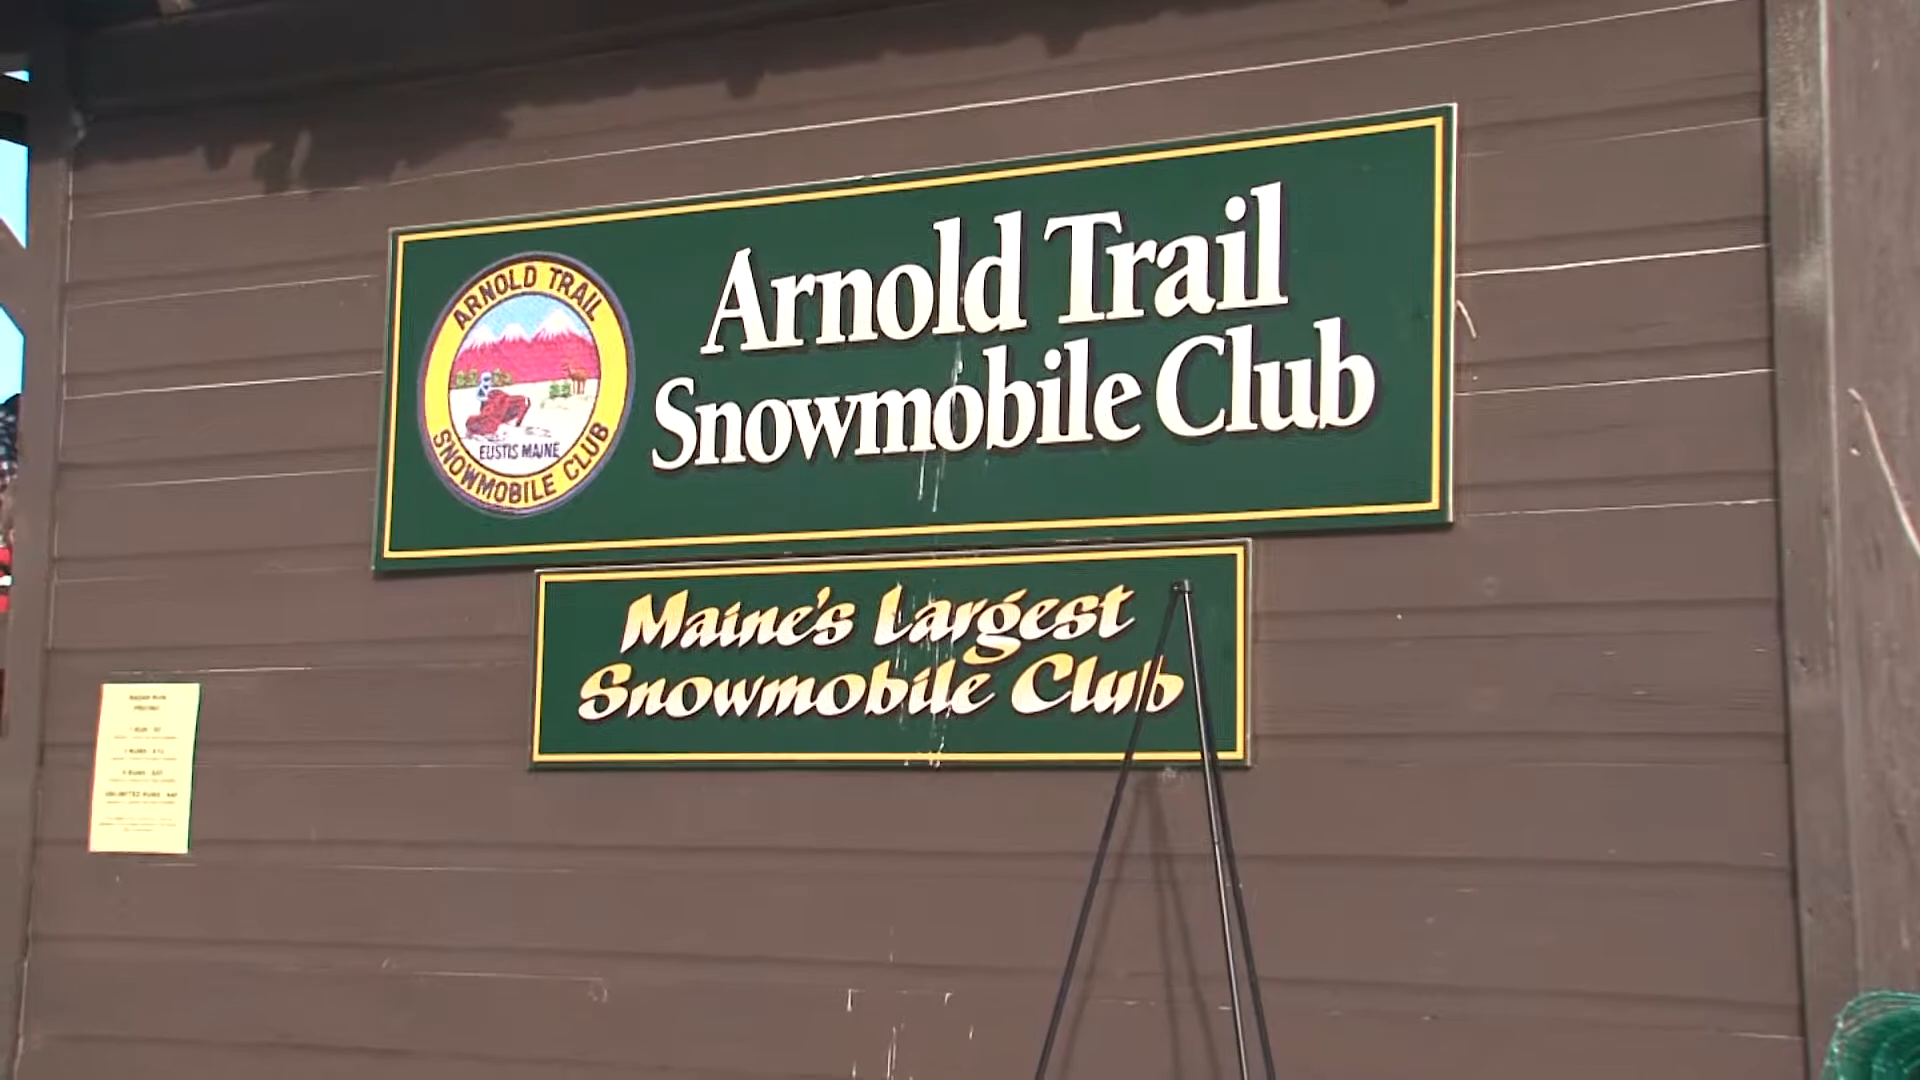 ARNOLD TRAIL
EUSTIS MAINE
SNOWMOBILE CLUB
Arnold Trail
Snowmobile Club
Maine's Largest
Snowmobile Club